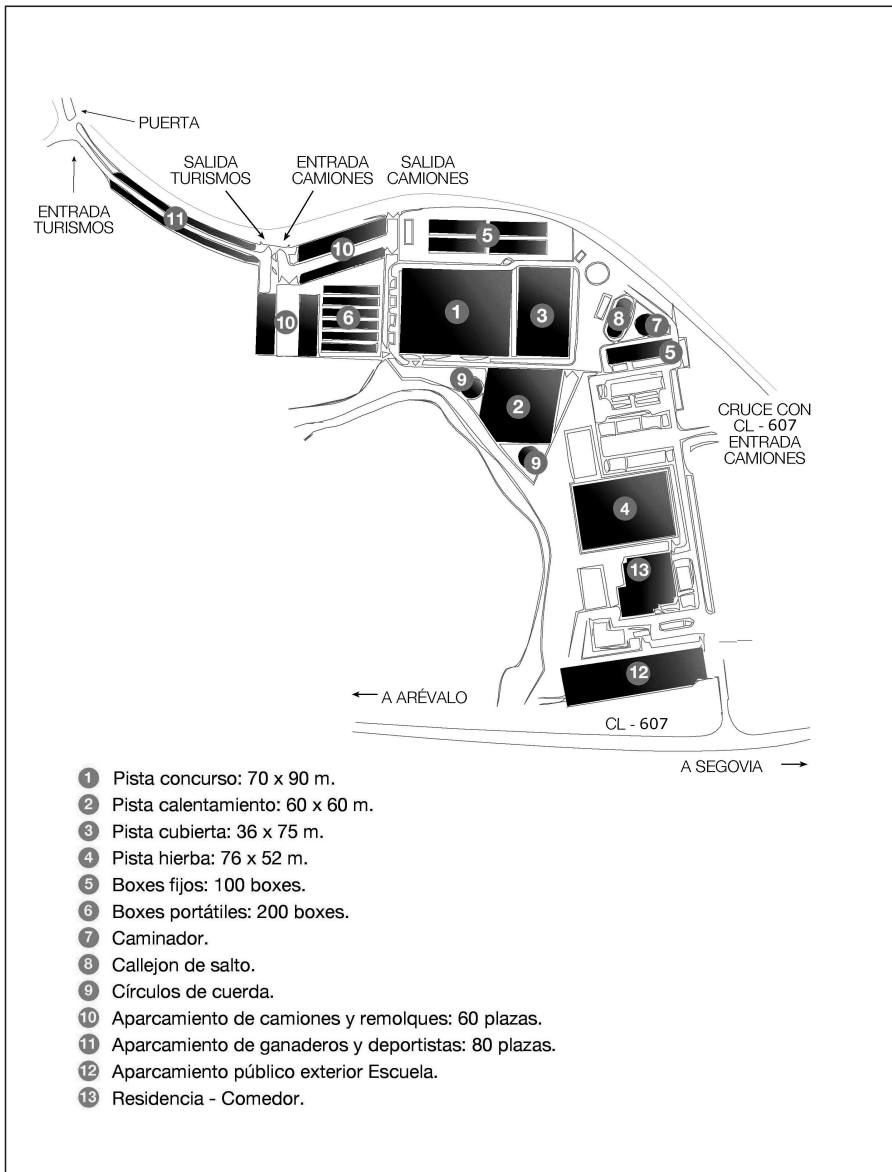 PUERTA
SALIDA
TURISMOS
ENTRADA
CAMIONES
SALIDA
CAMIONES
ENTRADA
TURISMOS
11
10
5
10
6
1
3
8
7
5
9
2
9
CRUCE CON
CL - 607
ENTRADA
CAMIONES
4
13
12
A ARÉVALO
CL - 607
A SEGOVIA
1 Pista concurso: 70 x 90 m.
2 Pista calentamiento: 60 x 60 m.
3 Pista cubierta: 36 x 75 m.
4 Pista hierba: 76 x 52 m.
5 Boxes fijos: 100 boxes.
6 Boxes portátiles: 200 boxes.
7 Caminador.
8 Callejon de salto.
9 Círculos de cuerda.
10 Aparcamiento de camiones y remolques: 60 plazas.
11 Aparcamiento de ganaderos y deportistas: 80 plazas.
12 Aparcamiento público exterior Escuela.
13 Residencia - Comedor.